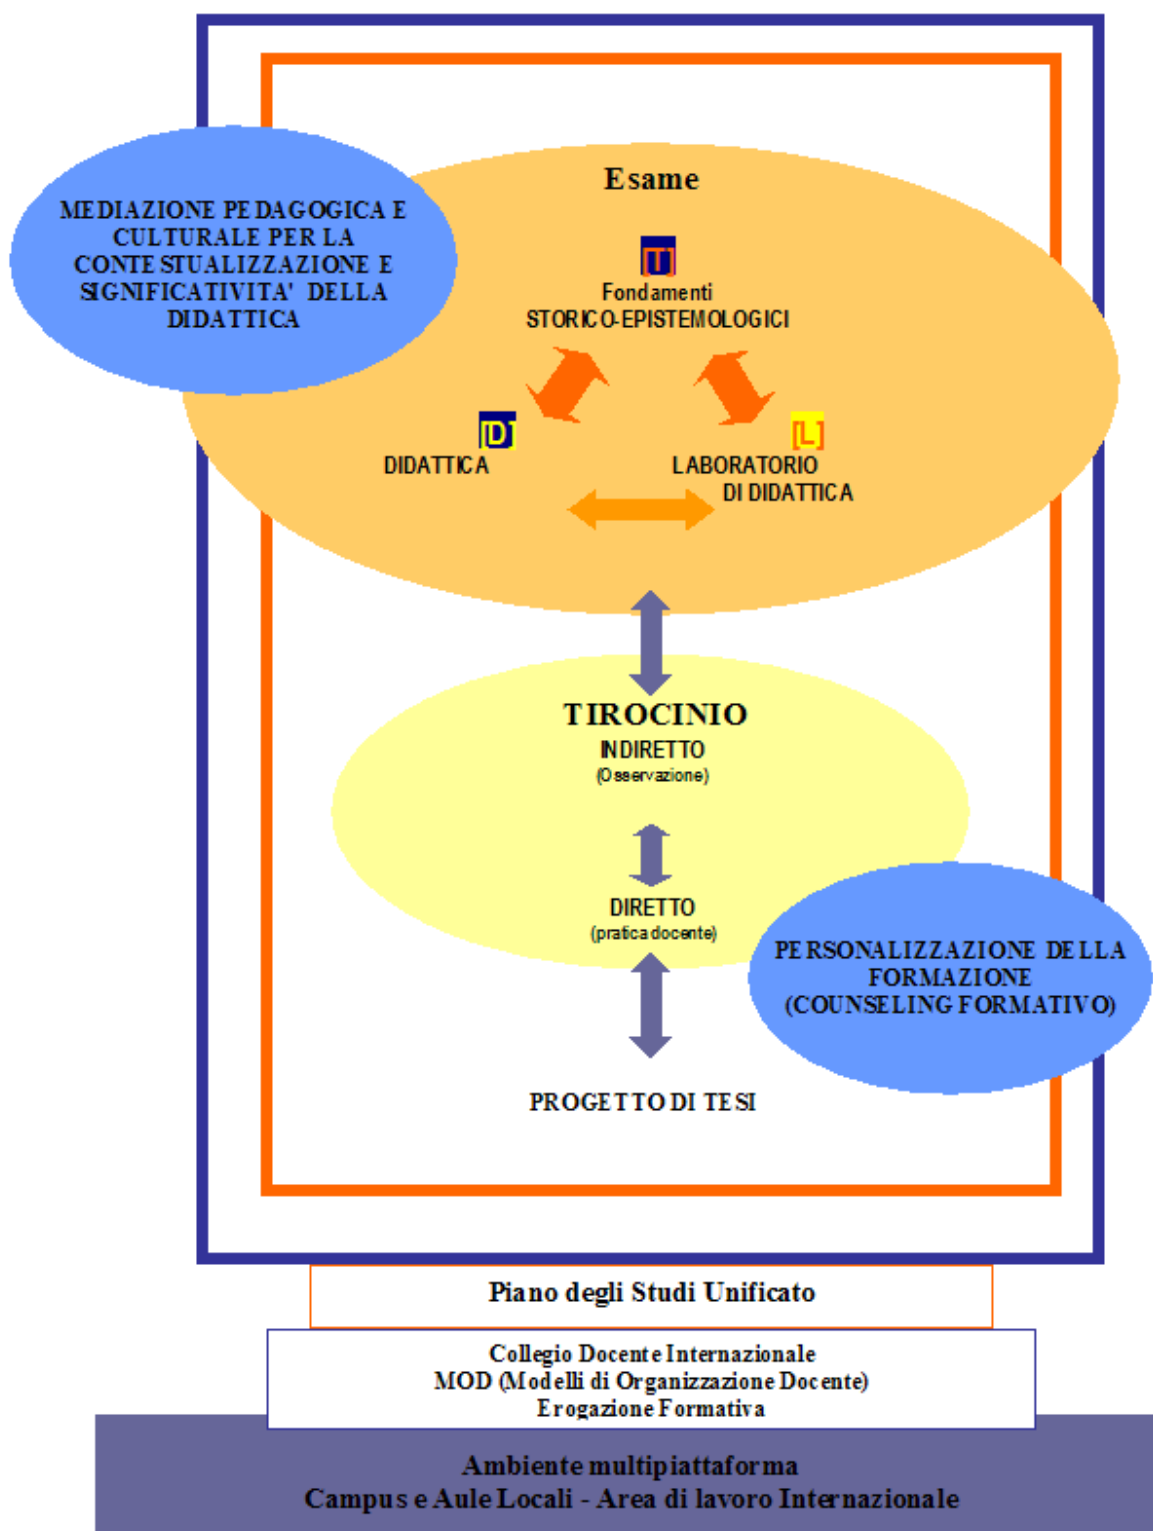 Esame
MEDIAZIONE PEDAGOGICA E
CULTURALE PER LA
CONTESTUALIZZAZIONE E
SIGNIFICATIVITA' DELLA
DIDATTICA
[T]
Fondamenti
STORICO-EPISTEMOLOGICI
[D]
DIDATTICA
[L]
LABORATORIO
DI DIDATTICA
TIROCINIO
INDIRETTO
(Osservazione)
DIRETTO
(pratica docente)
PERSONALIZZAZIONE DELLA
FORMAZIONE
(COUNSELING FORMATIVO)
PROGETTO DI TESI
Piano degli Studi Unificato
Collegio Docente Internazionale
MOD (Modelli di Organizzazione Docente)
Erogazione Formativa
Ambiente multipiattaforma
Campus e Aule Locali - Area di lavoro Internazionale